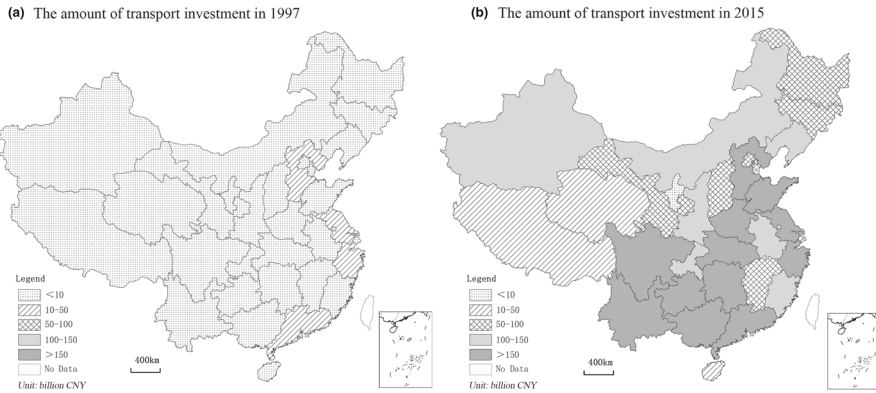 (a) The amount of transport investment in 1997
Legend
<10
10-50
50-100
100-150
>150
No Data
Unit: billion CNY
400km
(b) The amount of transport investment in 2015
Legend
<10
10-50
50-100
100-150
>150
No Data
Unit: billion CNY
400km